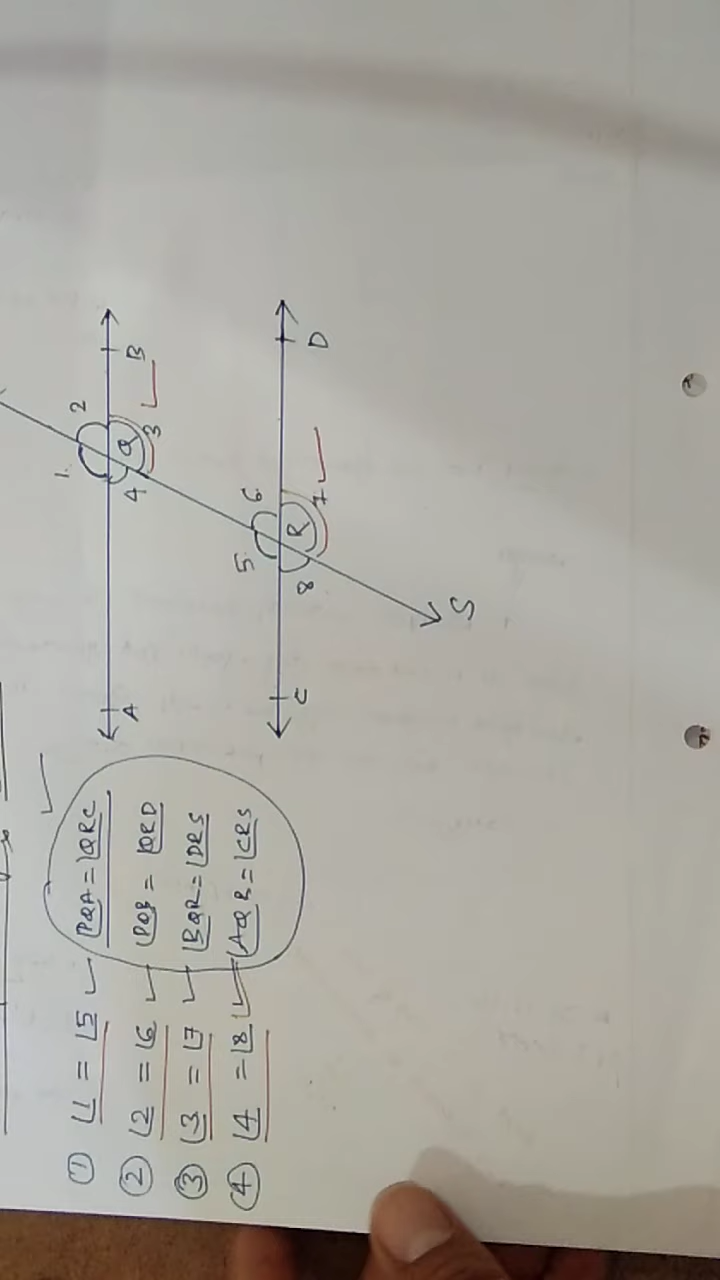 ① ∠1 = ∠5 ∠PQA = ∠QRC
② ∠2 = ∠6 ∠PQB = ∠QRD
③ ∠3 = ∠7 ∠BQR = ∠DRS
④ ∠4 = ∠8 ∠AQR = ∠CRS
1 2
A B
4 Q 3
5 6
C D
8 R 7
S